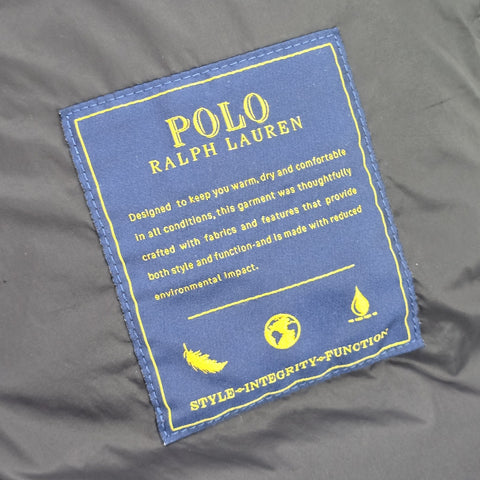 POLO
RALPH LAUREN
Designed to keep you warm, dry and comfortable
in all conditions, this garment was thoughtfully
crafted with fabrics and features that provide
both style and function-and is made with reduced
environmental impact.
STYLE-INTEGRITY-FUNCTION